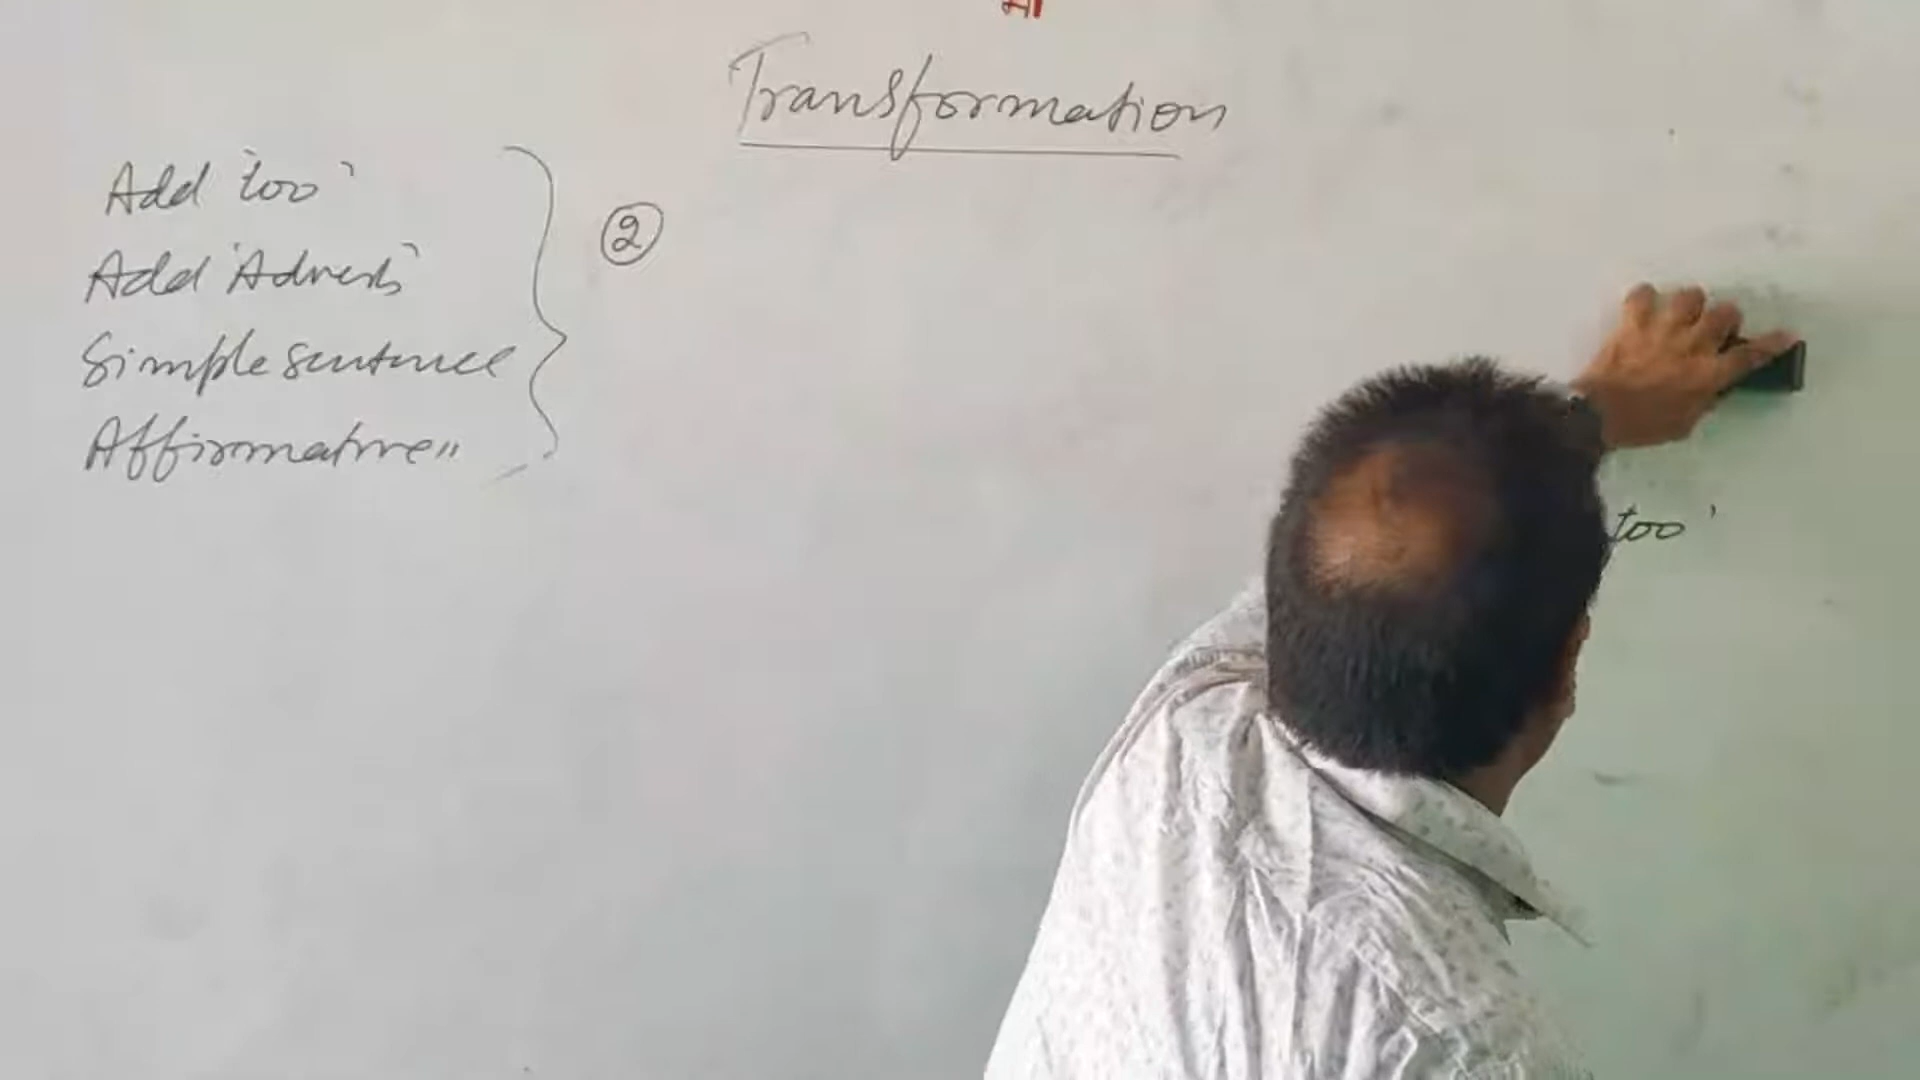 मा
Transformation
Add 'too'
Add 'Adverb'
Simple sentence
Affirmative "
②
too'